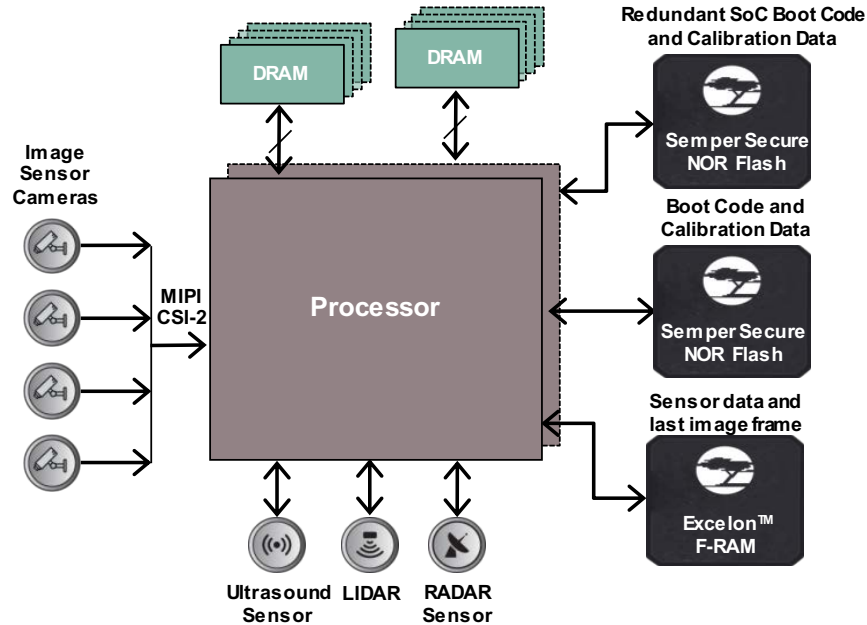 Redundant SoC Boot Code
and Calibration Data
DRAM
DRAM
Semper Secure
NOR Flash
Image
Sensor
Cameras
Boot Code and
Calibration Data
MIPI
CSI-2
Processor
Semper Secure
NOR Flash
Sensor data and
last image frame
Excelon™
F-RAM
Ultrasound
Sensor
LIDAR
RADAR
Sensor